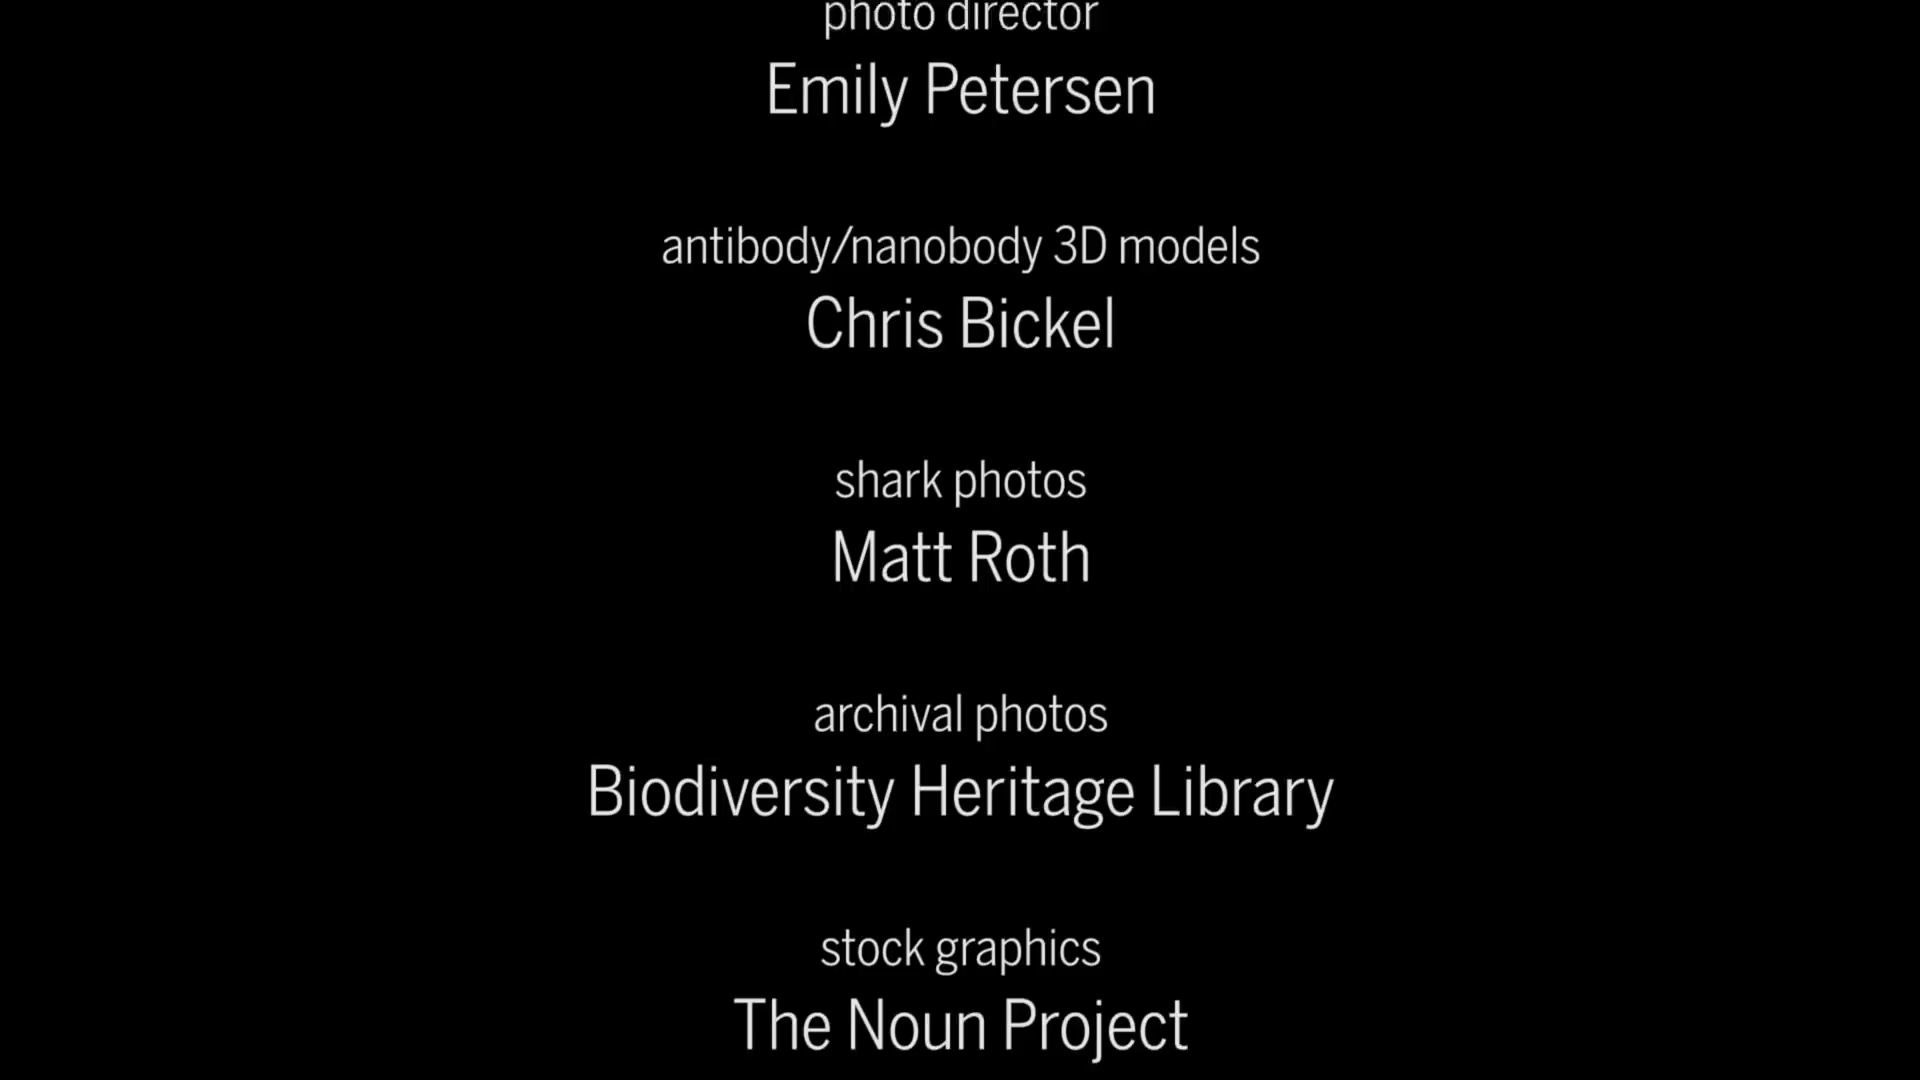 photo director
Emily Petersen
antibody/nanobody 3D models
Chris Bickel
shark photos
Matt Roth
archival photos
Biodiversity Heritage Library
stock graphics
The Noun Project